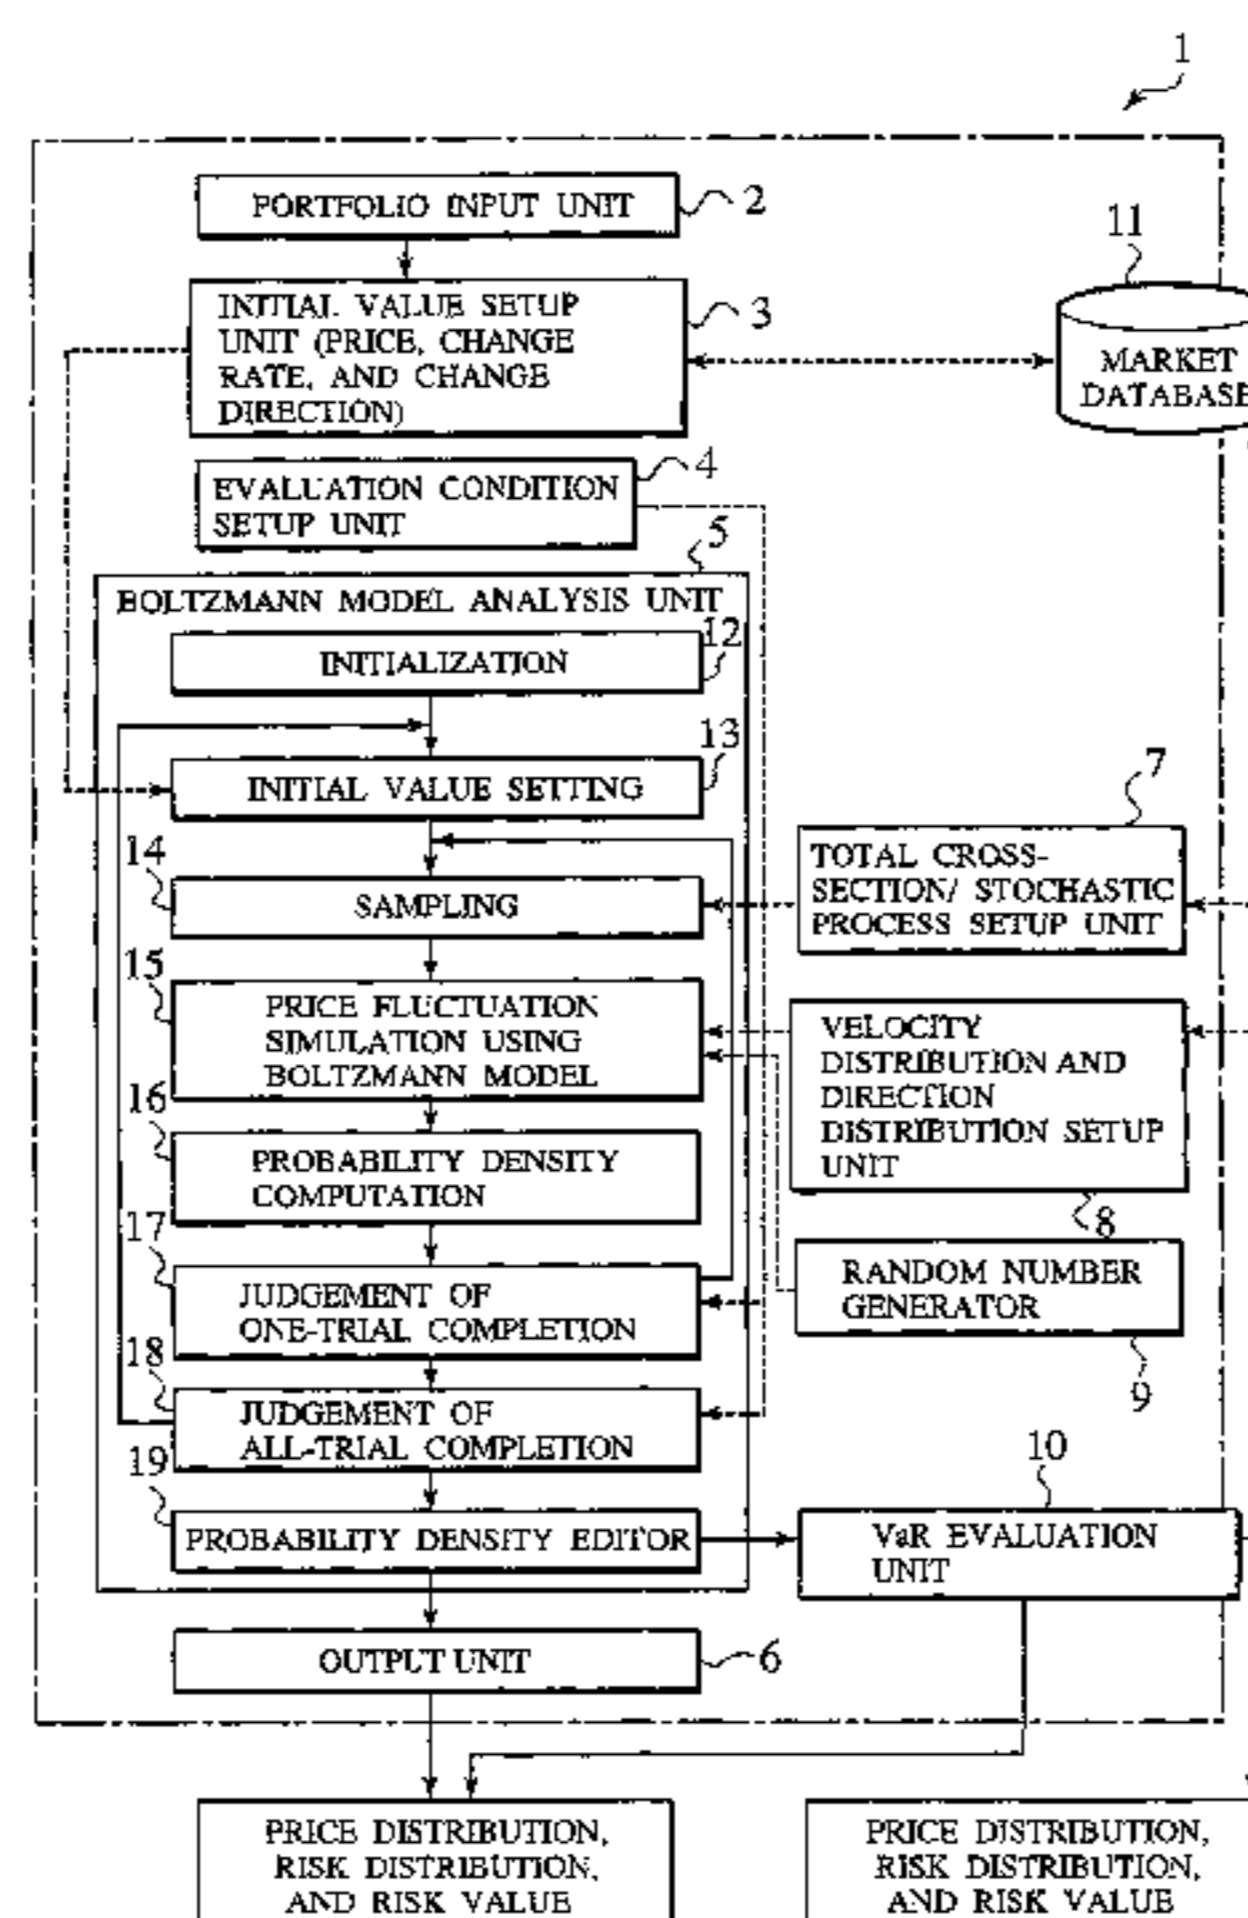 1
PORTFOLIO INPUT UNIT
2
INITIAL VALUE SETUP
UNIT (PRICE, CHANGE
RATE, AND CHANGE
DIRECTION)
3
11
MARKET
DATABASE
EVALUATION CONDITION
SETUP UNIT
4
5
BOLTZMANN MODEL ANALYSIS UNIT
12
INITIALIZATION
13
INITIAL VALUE SETTING
14
SAMPLING
7
TOTAL CROSS-
SECTION/ STOCHASTIC
PROCESS SETUP UNIT
15
PRICE FLUCTUATION
SIMULATION USING
BOLTZMANN MODEL
VELOCITY
DISTRIBUTION AND
DIRECTION
DISTRIBUTION SETUP
UNIT
8
16
PROBABILITY DENSITY
COMPUTATION
17
JUDGEMENT OF
ONE-TRIAL COMPLETION
RANDOM NUMBER
GENERATOR
9
18
JUDGEMENT OF
ALL-TRIAL COMPLETION
19
PROBABILITY DENSITY EDITOR
10
VaR EVALUATION
UNIT
OUTPUT UNIT
6
PRICE DISTRIBUTION,
RISK DISTRIBUTION,
AND RISK VALUE
PRICE DISTRIBUTION,
RISK DISTRIBUTION,
AND RISK VALUE